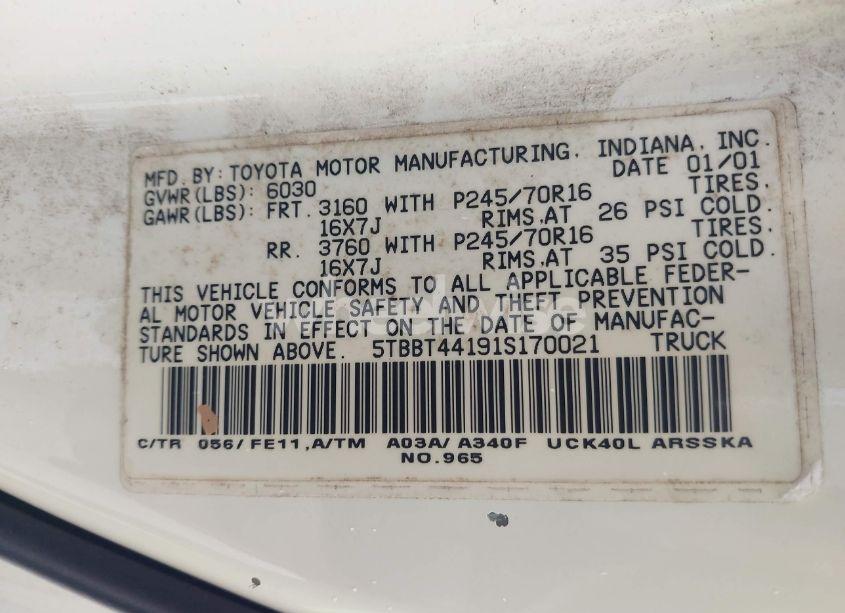 MFD. BY: TOYOTA MOTOR MANUFACTURING, INDIANA, INC.
GVWR(LBS): 6030 DATE 01/01
GAWR(LBS): FRT. 3160 WITH P245/70R16 TIRES.
16X7J RIMS.AT 26 PSI COLD.
RR. 3760 WITH P245/70R16 TIRES.
16X7J RIMS.AT 35 PSI COLD.
THIS VEHICLE CONFORMS TO ALL APPLICABLE FEDER-
AL MOTOR VEHICLE SAFETY AND THEFT PREVENTION
STANDARDS IN EFFECT ON THE DATE OF MANUFAC-
TURE SHOWN ABOVE. 5TBBT44191S170021 TRUCK
C/TR 056/FE11,A/TM A03A/A340F UCK40L ARSSKA
NO.965